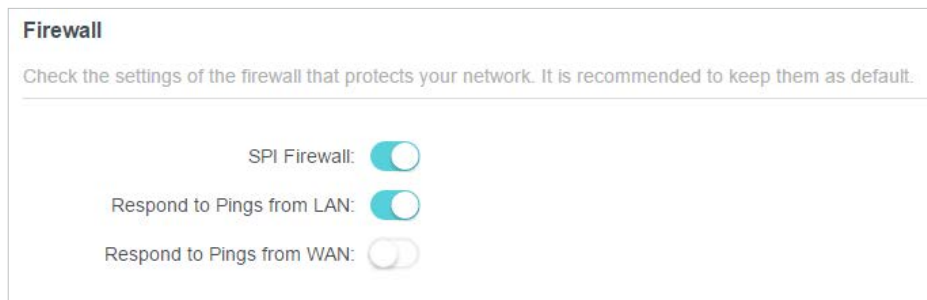 Firewall
Check the settings of the firewall that protects your network. It is recommended to keep them as default.
SPI Firewall:
Respond to Pings from LAN:
Respond to Pings from WAN: